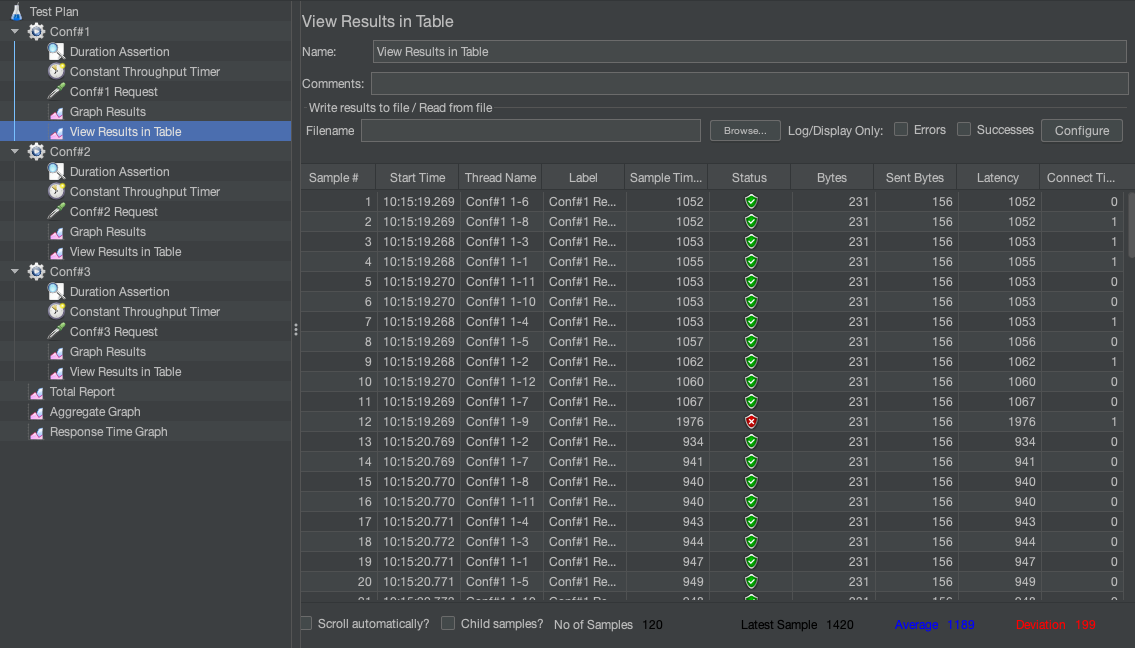 Test Plan
Conf#1
Duration Assertion
Constant Throughput Timer
Conf#1 Request
Graph Results
View Results in Table
Conf#2
Duration Assertion
Constant Throughput Timer
Conf#2 Request
Graph Results
View Results in Table
Conf#3
Duration Assertion
Constant Throughput Timer
Conf#3 Request
Graph Results
View Results in Table
Total Report
Aggregate Graph
Response Time Graph
View Results in Table
Name: View Results in Table
Comments:
Write results to file / Read from file
Filename Browse... Log/Display Only: Errors Successes Configure
Sample # Start Time Thread Name Label Sample Tim... Status Bytes Sent Bytes Latency Connect Ti...
1 10:15:19.269 Conf#1 1-6 Conf#1 Re... 1052 231 156 1052 0
2 10:15:19.269 Conf#1 1-8 Conf#1 Re... 1052 231 156 1052 1
3 10:15:19.268 Conf#1 1-3 Conf#1 Re... 1053 231 156 1053 1
4 10:15:19.268 Conf#1 1-1 Conf#1 Re... 1055 231 156 1055 1
5 10:15:19.270 Conf#1 1-11 Conf#1 Re... 1053 231 156 1053 0
6 10:15:19.270 Conf#1 1-10 Conf#1 Re... 1053 231 156 1053 0
7 10:15:19.268 Conf#1 1-4 Conf#1 Re... 1053 231 156 1053 1
8 10:15:19.269 Conf#1 1-5 Conf#1 Re... 1057 231 156 1056 0
9 10:15:19.268 Conf#1 1-2 Conf#1 Re... 1062 231 156 1062 1
10 10:15:19.270 Conf#1 1-12 Conf#1 Re... 1060 231 156 1060 0
11 10:15:19.269 Conf#1 1-7 Conf#1 Re... 1067 231 156 1067 0
12 10:15:19.269 Conf#1 1-9 Conf#1 Re... 1976 231 156 1976 1
13 10:15:20.769 Conf#1 1-2 Conf#1 Re... 934 231 156 934 0
14 10:15:20.769 Conf#1 1-7 Conf#1 Re... 941 231 156 941 0
15 10:15:20.770 Conf#1 1-8 Conf#1 Re... 940 231 156 940 0
16 10:15:20.770 Conf#1 1-11 Conf#1 Re... 940 231 156 940 0
17 10:15:20.771 Conf#1 1-4 Conf#1 Re... 943 231 156 943 0
18 10:15:20.772 Conf#1 1-3 Conf#1 Re... 944 231 156 944 0
19 10:15:20.771 Conf#1 1-1 Conf#1 Re... 947 231 156 947 0
20 10:15:20.771 Conf#1 1-5 Conf#1 Re... 949 231 156 949 0
Scroll automatically? Child samples? No of Samples 120 Latest Sample 1420 Average 1189 Deviation 199